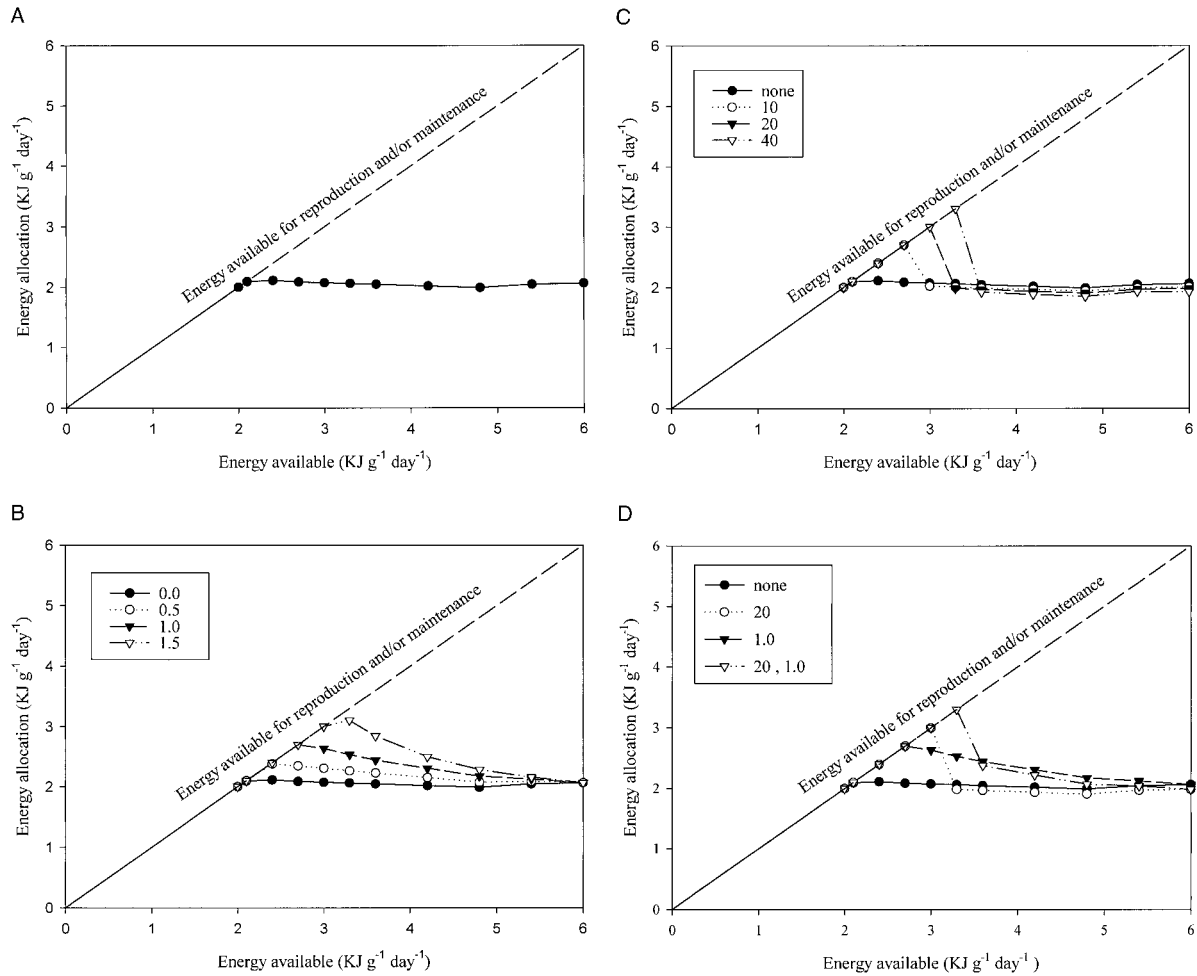 A
Energy allocation (KJ g-1 day-1)
6
5
4
3
2
1
0
Energy available for reproduction and/or maintenance
0 1 2 3 4 5 6
Energy available (KJ g-1 day-1)
C
Energy allocation (KJ g-1 day-1)
6
5
4
3
2
1
0
none
10
20
40
Energy available for reproduction and/or maintenance
0 1 2 3 4 5 6
Energy available (KJ g-1 day-1)
B
Energy allocation (KJ g-1 day-1)
6
5
4
3
2
1
0
0.0
0.5
1.0
1.5
Energy available for reproduction and/or maintenance
0 1 2 3 4 5 6
Energy available (KJ g-1 day-1)
D
Energy allocation (KJ g-1 day-1)
6
5
4
3
2
1
0
none
20
1.0
20 , 1.0
Energy available for reproduction and/or maintenance
0 1 2 3 4 5 6
Energy available (KJ g-1 day-1 )